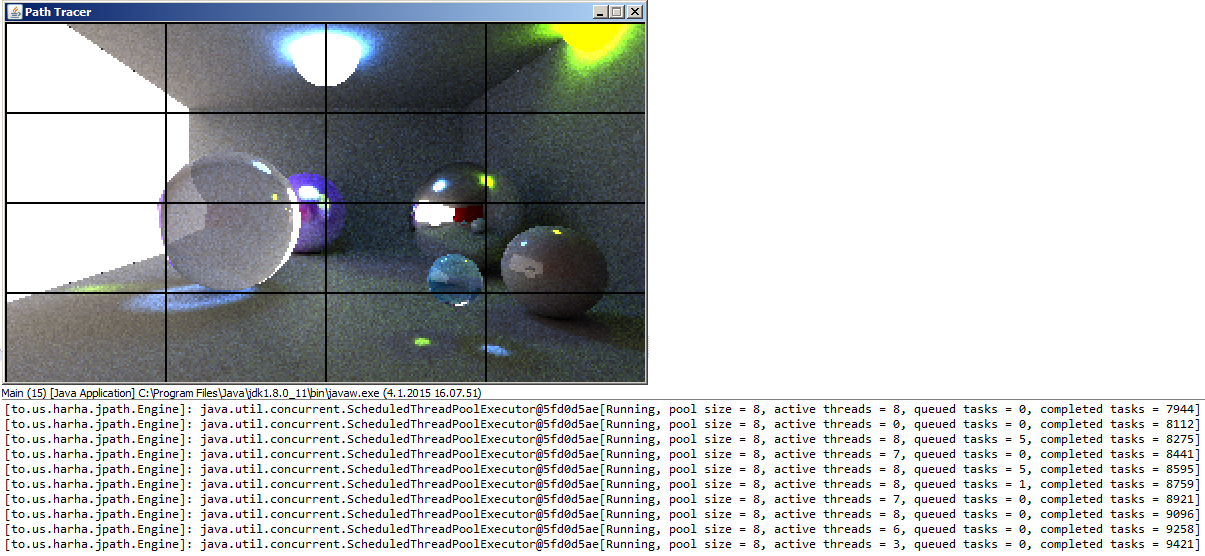 Path Tracer
Main (15) [Java Application] C:\Program Files\Java\jdk1.8.0_11\bin\javaw.exe (4.1.2015 16.07.51)
[to.us.harha.jpath.Engine]: java.util.concurrent.ScheduledThreadPoolExecutor@5fd0d5ae[Running, pool size = 8, active threads = 8, queued tasks = 0, completed tasks = 7944]
[to.us.harha.jpath.Engine]: java.util.concurrent.ScheduledThreadPoolExecutor@5fd0d5ae[Running, pool size = 8, active threads = 0, queued tasks = 0, completed tasks = 8112]
[to.us.harha.jpath.Engine]: java.util.concurrent.ScheduledThreadPoolExecutor@5fd0d5ae[Running, pool size = 8, active threads = 8, queued tasks = 5, completed tasks = 8275]
[to.us.harha.jpath.Engine]: java.util.concurrent.ScheduledThreadPoolExecutor@5fd0d5ae[Running, pool size = 8, active threads = 7, queued tasks = 0, completed tasks = 8441]
[to.us.harha.jpath.Engine]: java.util.concurrent.ScheduledThreadPoolExecutor@5fd0d5ae[Running, pool size = 8, active threads = 8, queued tasks = 5, completed tasks = 8595]
[to.us.harha.jpath.Engine]: java.util.concurrent.ScheduledThreadPoolExecutor@5fd0d5ae[Running, pool size = 8, active threads = 8, queued tasks = 1, completed tasks = 8759]
[to.us.harha.jpath.Engine]: java.util.concurrent.ScheduledThreadPoolExecutor@5fd0d5ae[Running, pool size = 8, active threads = 7, queued tasks = 0, completed tasks = 8921]
[to.us.harha.jpath.Engine]: java.util.concurrent.ScheduledThreadPoolExecutor@5fd0d5ae[Running, pool size = 8, active threads = 8, queued tasks = 0, completed tasks = 9096]
[to.us.harha.jpath.Engine]: java.util.concurrent.ScheduledThreadPoolExecutor@5fd0d5ae[Running, pool size = 8, active threads = 6, queued tasks = 0, completed tasks = 9258]
[to.us.harha.jpath.Engine]: java.util.concurrent.ScheduledThreadPoolExecutor@5fd0d5ae[Running, pool size = 8, active threads = 3, queued tasks = 0, completed tasks = 9421]